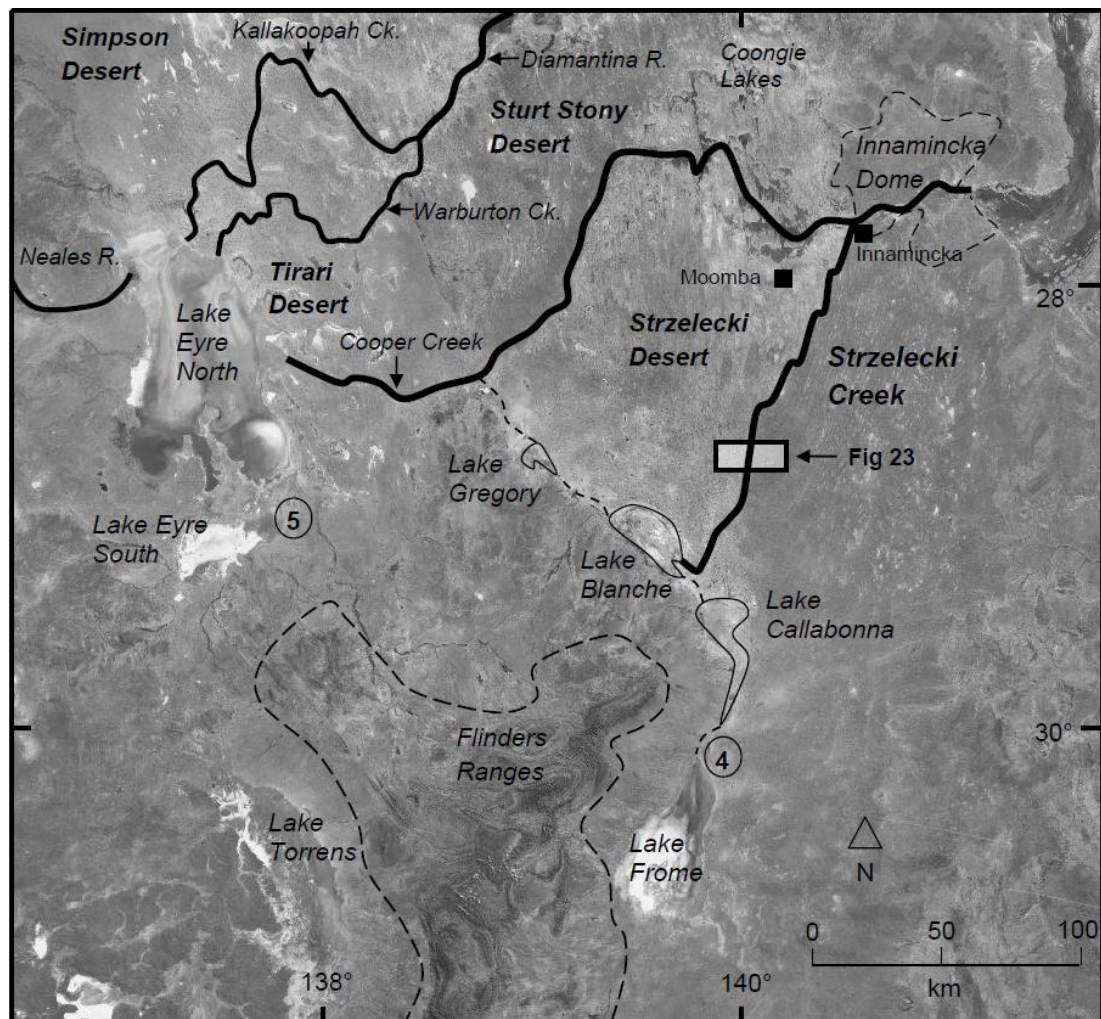 Simpson
Desert
Kallakoopah Ck.
Diamantina R.
Coongie
Lakes
Sturt Stony
Desert
Innamincka
Dome
Warburton Ck.
Neales R.
Innamincka
Tirari
Desert
Moomba
28°
Lake
Eyre
North
Cooper Creek
Strzelecki
Desert
Strzelecki
Creek
Lake
Gregory
Fig 23
5
Lake Eyre
South
Lake
Blanche
Lake
Callabonna
Flinders
Ranges
30°
4
Lake
Torrens
Lake
Frome
N
0 50 100
km
138°
140°